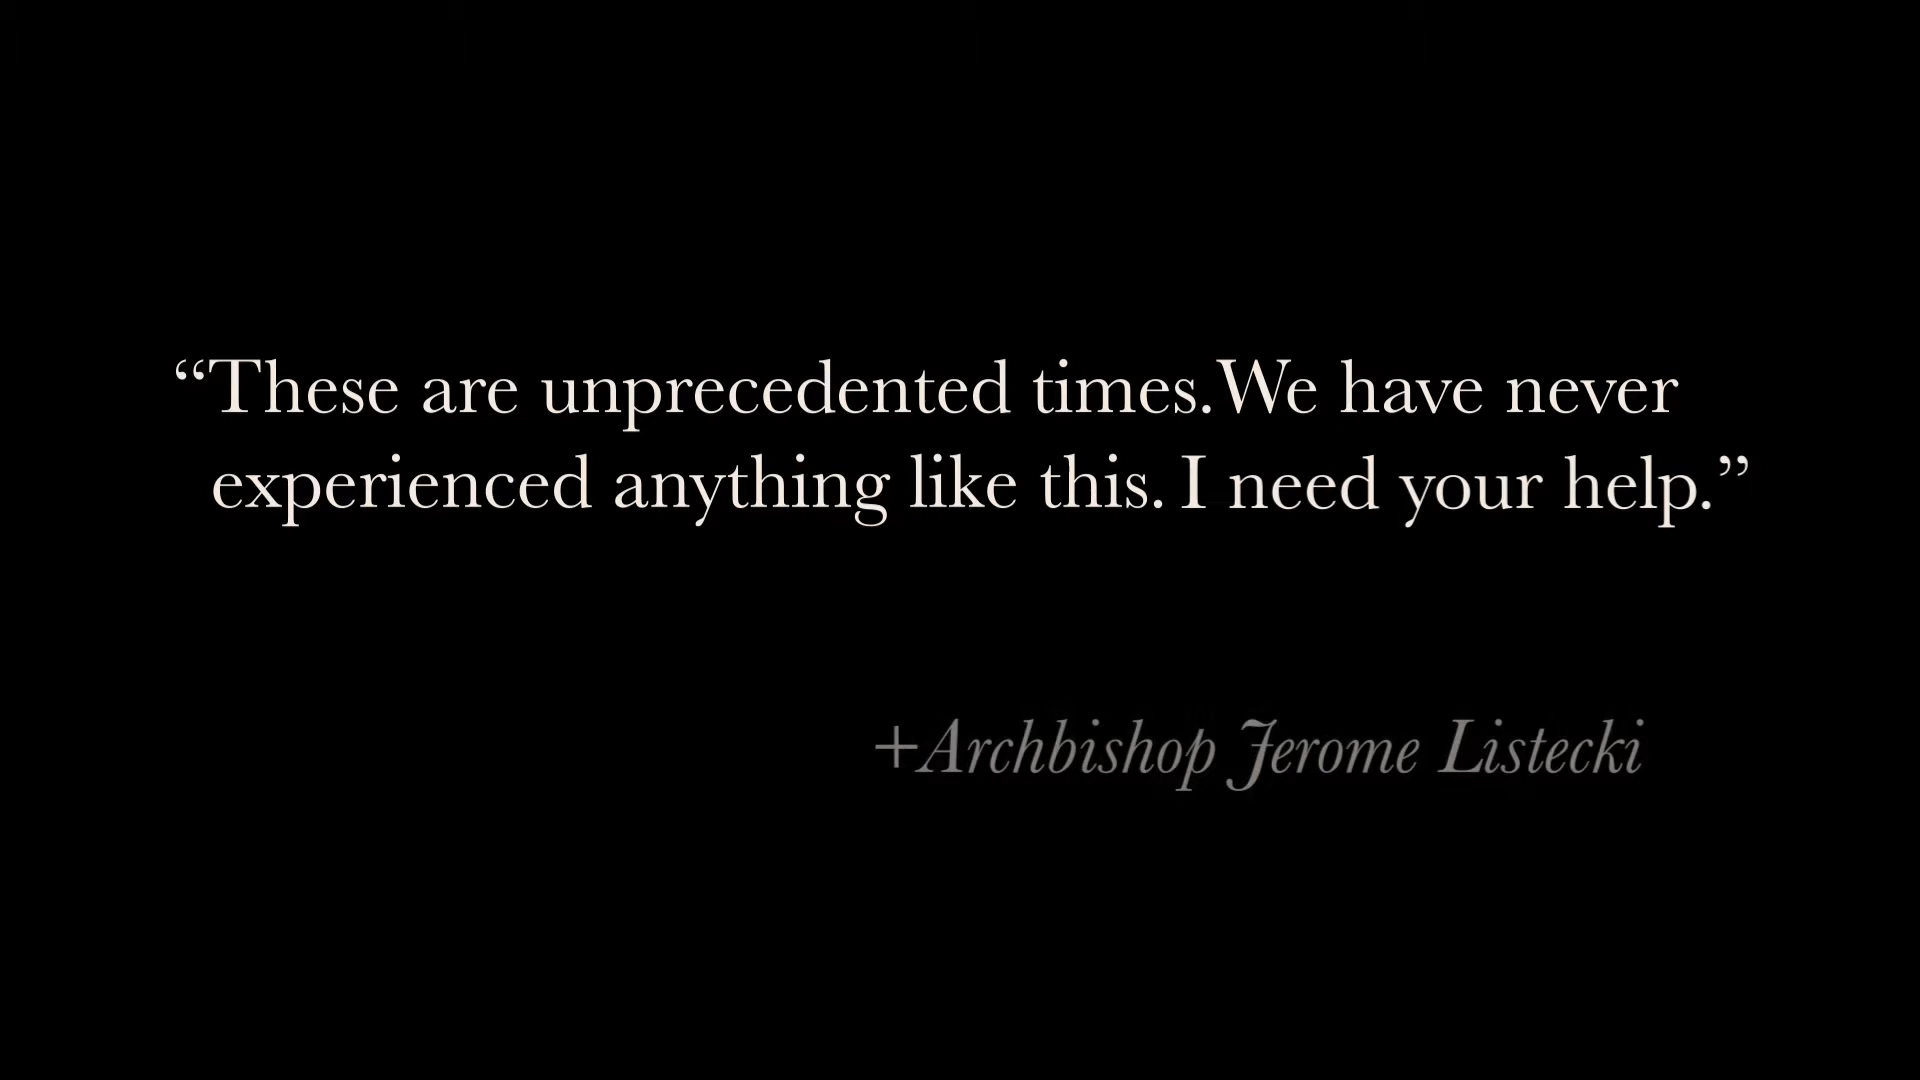 “These are unprecedented times.We have never
experienced anything like this. I need your help.”
+Archbishop Jerome Listecki